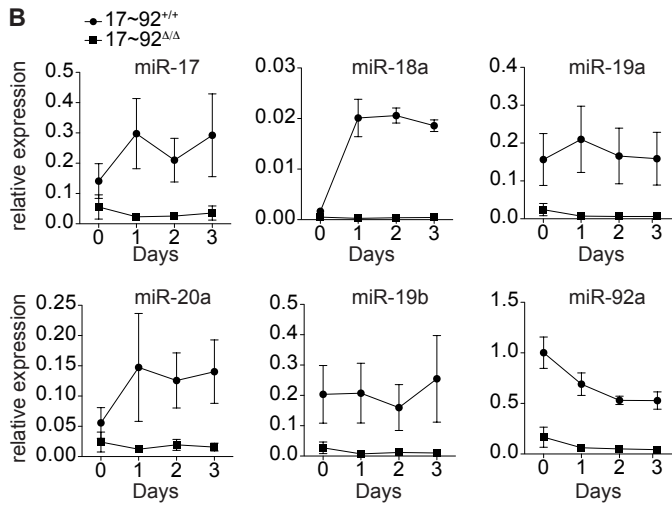 B
17~92+/+
17~92Δ/Δ
miR-17
relative expression
0.5
0.4
0.3
0.2
0.1
0.0
0 1 2 3
Days
miR-18a
0.03
0.02
0.01
0.00
0 1 2 3
Days
miR-19a
0.4
0.3
0.2
0.1
0.0
0 1 2 3
Days
miR-20a
relative expression
0.25
0.20
0.15
0.10
0.05
0.00
0 1 2 3
Days
miR-19b
0.5
0.4
0.3
0.2
0.1
0.0
0 1 2 3
Days
miR-92a
1.5
1.0
0.5
0.0
0 1 2 3
Days